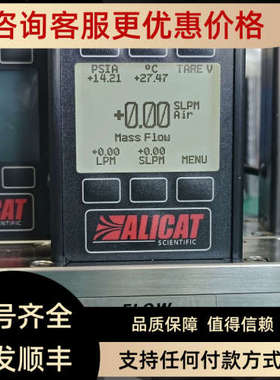 咨询客服更优惠价格
PSIA °C TARE V
+14.21 +27.47
+0.00 SLPM
Air
Mass Flow
+0.00 +0.00
LPM SLPM MENU
ALICAT
SCIENTIFIC
FLOW
号齐全 品质保障 值得信赖
发顺丰 支持任何付款方式